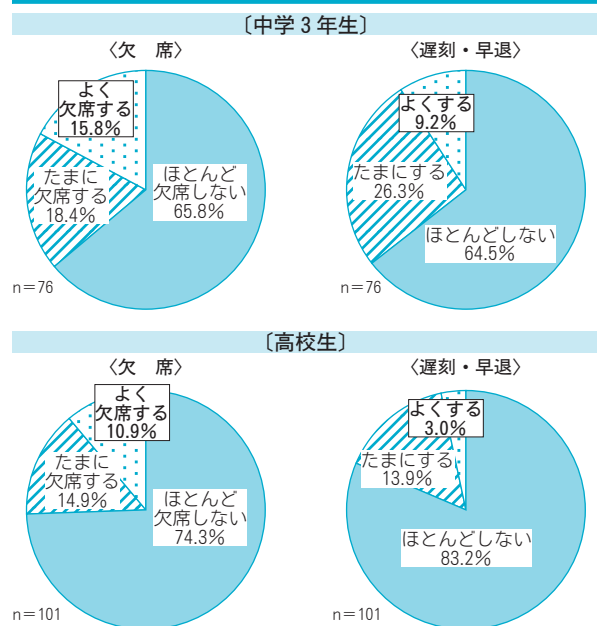 〔中学３年生〕
〈欠　席〉
よく
欠席する
15.8%
たまに
欠席する
18.4%
ほとんど
欠席しない
65.8%
n＝76
〈遅刻・早退〉
よくする
9.2%
たまにする
26.3%
ほとんどしない
64.5%
n＝76
〔高校生〕
〈欠　席〉
よく
欠席する
10.9%
たまに
欠席する
14.9%
ほとんど
欠席しない
74.3%
n＝101
〈遅刻・早退〉
よくする
3.0%
たまにする
13.9%
ほとんどしない
83.2%
n＝101